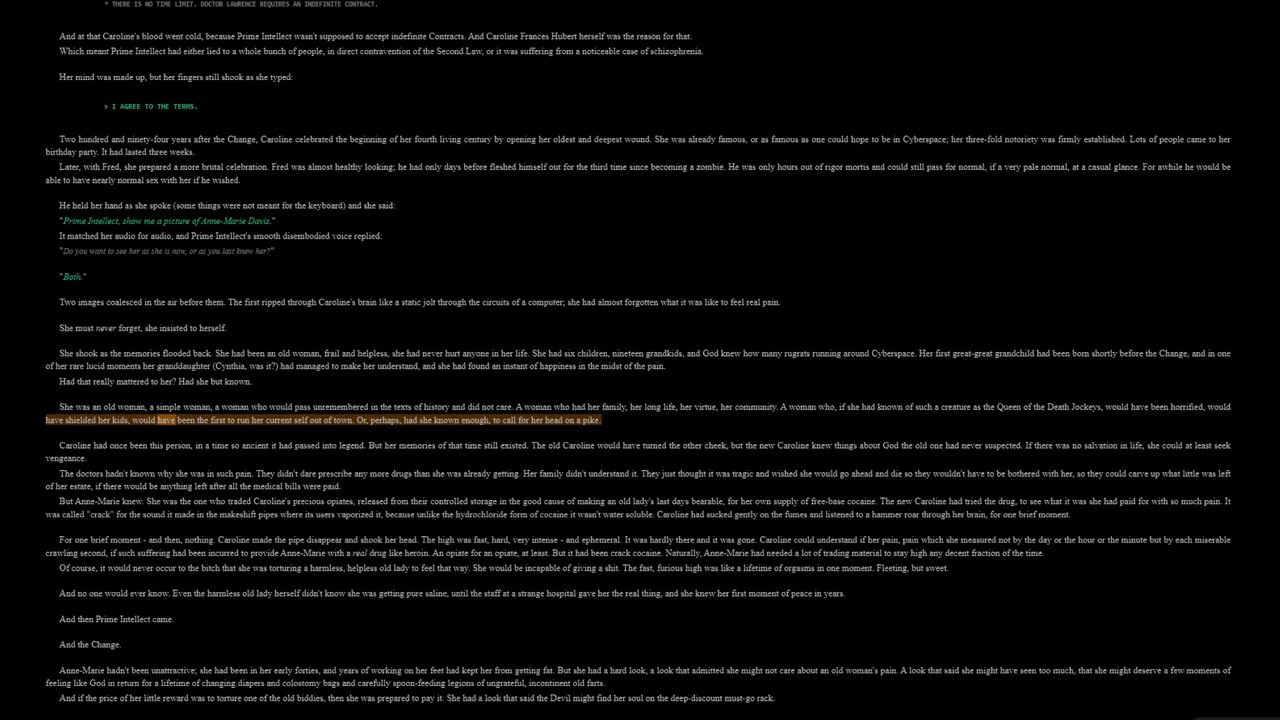 * THERE IS NO TIME LIMIT. DOCTOR LAWRENCE REQUIRES AN INDEFINITE CONTRACT.
And at that Caroline's blood went cold, because Prime Intellect wasn't supposed to accept indefinite Contracts. And Caroline Frances Hubert herself was the reason for that.
Which meant Prime Intellect had either lied to a whole bunch of people, in direct contravention of the Second Law, or it was suffering from a noticeable case of schizophrenia.
Her mind was made up, but her fingers still shook as she typed:
> I AGREE TO THE TERMS.
Two hundred and ninety-four years after the Change, Caroline celebrated the beginning of her fourth living century by opening her oldest and deepest wound. She was already famous, or as famous as one could hope to be in Cyberspace; her three-fold notoriety was firmly established. Lots of people came to her
birthday party. It had lasted three weeks.
Later, with Fred, she prepared a more brutal celebration. Fred was almost healthy looking; he had only days before fleshed himself out for the third time since becoming a zombie. He was only hours out of rigor mortis and could still pass for normal, if a very pale normal, at a casual glance. For awhile he would be
able to have nearly normal sex with her if he wished.
He held her hand as she spoke (some things were not meant for the keyboard) and she said:
"Prime Intellect, show me a picture of Anne-Marie Davis."
It matched her audio for audio, and Prime Intellect's smooth disembodied voice replied:
"Do you want to see her as she is now, or as you last knew her?"
"Both."
Two images coalesced in the air before them. The first ripped through Caroline's brain like a static jolt through the circuits of a computer; she had almost forgotten what it was like to feel real pain.
She must never forget, she insisted to herself.
She shook as the memories flooded back. She had been an old woman, frail and helpless, she had never hurt anyone in her life. She had six children, nineteen grandkids, and God knew how many rugrats running around Cyberspace. Her first great-great grandchild had been born shortly before the Change, and in one
of her rare lucid moments her granddaughter (Cynthia, was it?) had managed to make her understand, and she had found an instant of happiness in the midst of the pain.
Had that really mattered to her? Had she but known.
She was an old woman, a simple woman, a woman who would pass unremembered in the texts of history and did not care. A woman who had her family, her long life, her virtue, her community. A woman who, if she had known of such a creature as the Queen of the Death Jockeys, would have been horrified, would
have shielded her kids, would have been the first to run her current self out of town. Or, perhaps, had she known enough, to call for her head on a pike.
Caroline had once been this person, in a time so ancient it had passed into legend. But her memories of that time still existed. The old Caroline would have turned the other cheek, but the new Caroline knew things about God the old one had never suspected. If there was no salvation in life, she could at least seek
vengeance.
The doctors hadn't known why she was in such pain. They didn't dare prescribe any more drugs than she was already getting. Her family didn't understand it. They just thought it was tragic and wished she would go ahead and die so they wouldn't have to be bothered with her, so they could carve up what little was left
of her estate, if there would be anything left after all the medical bills were paid.
But Anne-Marie knew. She was the one who traded Caroline's precious opiates, released from their controlled storage in the good cause of making an old lady's last days bearable, for her own supply of free-base cocaine. The new Caroline had tried the drug, to see what it was she had paid for with so much pain. It
was called "crack" for the sound it made in the makeshift pipes where its users vaporized it, because unlike the hydrochloride form of cocaine it wasn't water soluble. Caroline had sucked gently on the fumes and listened to a hammer roar through her brain, for one brief moment.
For one brief moment - and then, nothing. Caroline made the pipe disappear and shook her head. The high was fast, hard, very intense - and ephemeral. It was hardly there and it was gone. Caroline could understand if her pain, pain which she measured not by the day or the hour or the minute but by each miserable
crawling second, if such suffering had been incurred to provide Anne-Marie with a real drug like heroin. An opiate for an opiate, at least. But it had been crack cocaine. Naturally, Anne-Marie had needed a lot of trading material to stay high any decent fraction of the time.
Of course, it would never occur to the bitch that she was torturing a harmless, helpless old lady to feel that way. She would be incapable of giving a shit. The fast, furious high was like a lifetime of orgasms in one moment. Fleeting, but sweet.
And no one would ever know. Even the harmless old lady herself didn't know she was getting pure saline, until the staff at a strange hospital gave her the real thing, and she knew her first moment of peace in years.
And then Prime Intellect came.
And the Change.
Anne-Marie hadn't been unattractive; she had been in her early forties, and years of working on her feet had kept her from getting fat. But she had a hard look, a look that admitted she might not care about an old woman's pain. A look that said she might have seen too much, that she might deserve a few moments of
feeling like God in return for a lifetime of changing diapers and colostomy bags and carefully spoon-feeding legions of ungrateful, incontinent old farts.
And if the price of her little reward was to torture one of the old biddies, then she was prepared to pay it. She had a look that said the Devil might find her soul on the deep-discount must-go rack.